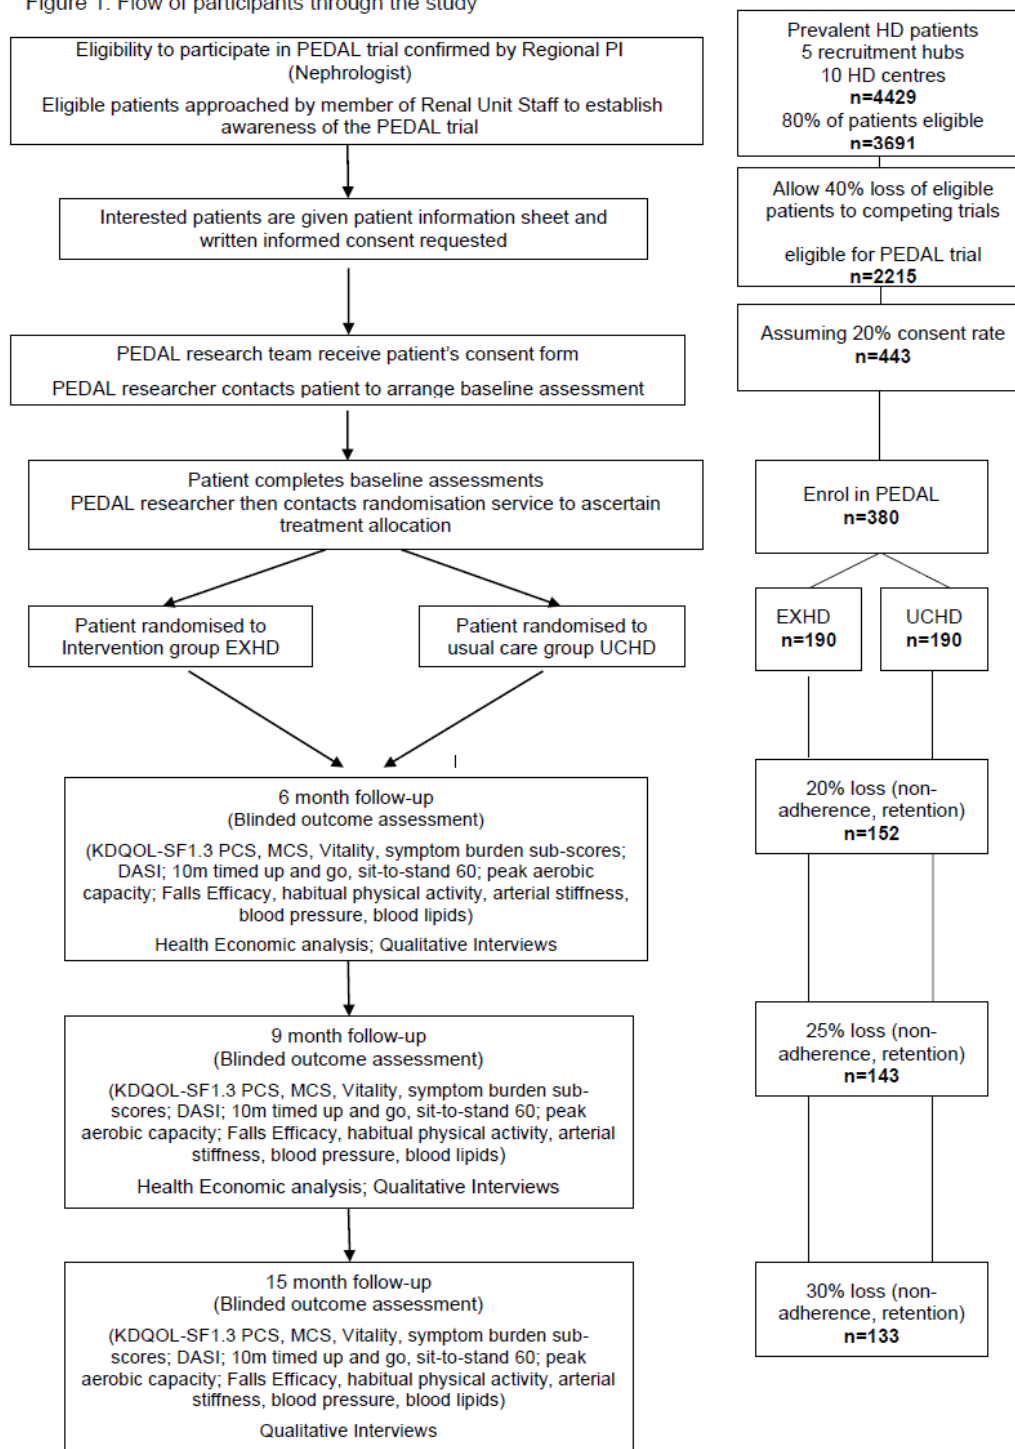 Figure 1. Flow of participants through the study
Eligibility to participate in PEDAL trial confirmed by Regional PI
(Nephrologist)
Eligible patients approached by member of Renal Unit Staff to establish
awareness of the PEDAL trial
Interested patients are given patient information sheet and
written informed consent requested
PEDAL research team receive patient's consent form
PEDAL researcher contacts patient to arrange baseline assessment
Patient completes baseline assessments
PEDAL researcher then contacts randomisation service to ascertain
treatment allocation
Patient randomised to
Intervention group EXHD
Patient randomised to
usual care group UCHD
6 month follow-up
(Blinded outcome assessment)
(KDQOL-SF1.3 PCS, MCS, Vitality, symptom burden sub-scores;
DASI; 10m timed up and go, sit-to-stand 60; peak aerobic
capacity; Falls Efficacy, habitual physical activity, arterial stiffness,
blood pressure, blood lipids)
Health Economic analysis; Qualitative Interviews
9 month follow-up
(Blinded outcome assessment)
(KDQOL-SF1.3 PCS, MCS, Vitality, symptom burden sub-
scores; DASI; 10m timed up and go, sit-to-stand 60; peak
aerobic capacity; Falls Efficacy, habitual physical activity, arterial
stiffness, blood pressure, blood lipids)
Health Economic analysis; Qualitative Interviews
15 month follow-up
(Blinded outcome assessment)
(KDQOL-SF1.3 PCS, MCS, Vitality, symptom burden sub-
scores; DASI; 10m timed up and go, sit-to-stand 60; peak
aerobic capacity; Falls Efficacy, habitual physical activity, arterial
stiffness, blood pressure, blood lipids)
Qualitative Interviews
Prevalent HD patients
5 recruitment hubs
10 HD centres
n=4429
80% of patients eligible
n=3691
Allow 40% loss of eligible
patients to competing trials
eligible for PEDAL trial
n=2215
Assuming 20% consent rate
n=443
Enrol in PEDAL
n=380
EXHD
n=190
UCHD
n=190
20% loss (non-
adherence, retention)
n=152
25% loss (non-
adherence, retention)
n=143
30% loss (non-
adherence, retention)
n=133